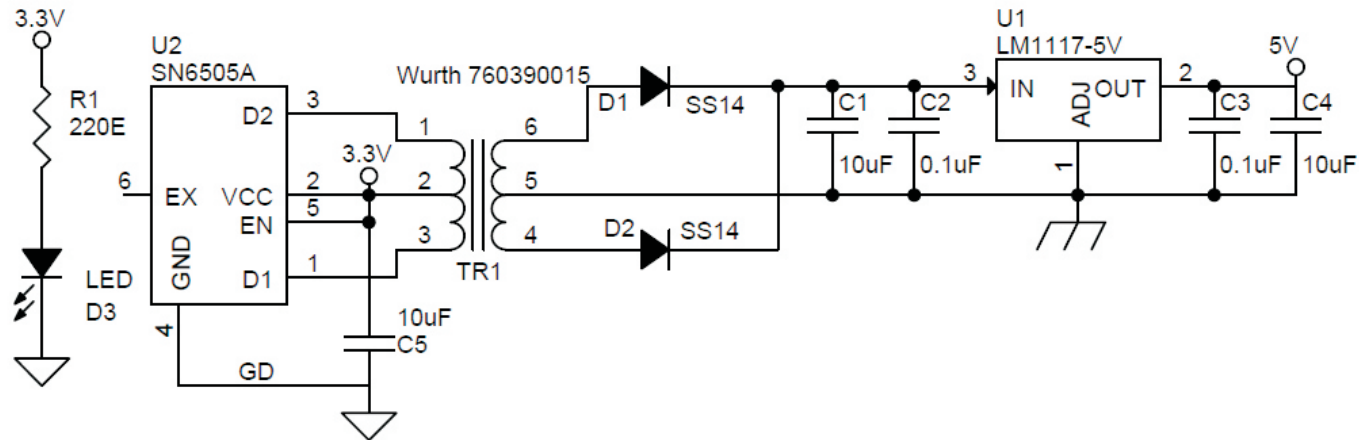 3.3V
R1
220E
LED
D3
U2
SN6505A
D2
3
6
EX
VCC
2
EN
5
GND
D1
1
4
GD
3.3V
10uF
C5
Wurth 760390015
1
2
3
6
5
4
TR1
D1
SS14
D2
SS14
C1
10uF
C2
0.1uF
U1
LM1117-5V
3
IN
OUT
ADJ
2
1
5V
C3
0.1uF
C4
10uF